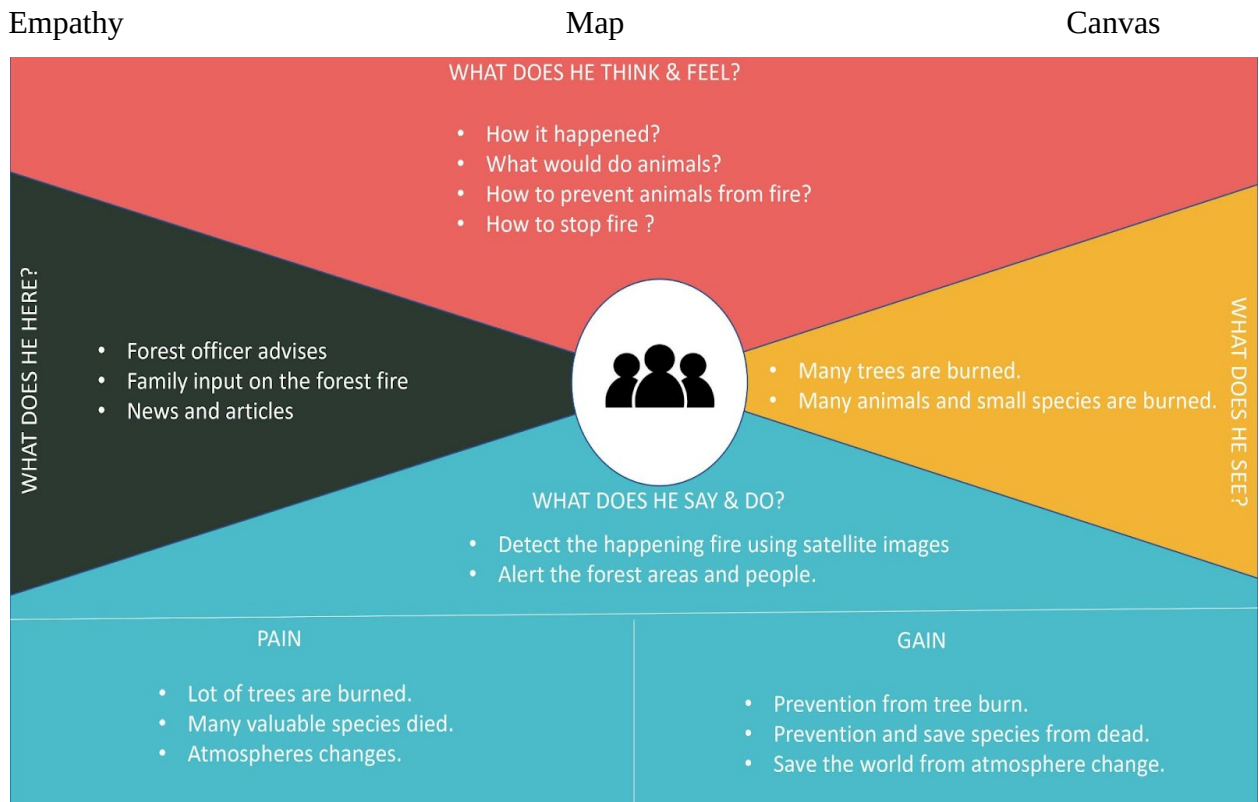 Empathy Map Canvas
WHAT DOES HE THINK & FEEL?
• How it happened?
• What would do animals?
• How to prevent animals from fire?
• How to stop fire ?
WHAT DOES HE HERE?
• Forest officer advises
• Family input on the forest fire
• News and articles
• Many trees are burned.
• Many animals and small species are burned.
WHAT DOES HE SEE?
WHAT DOES HE SAY & DO?
• Detect the happening fire using satellite images
• Alert the forest areas and people.
PAIN
• Lot of trees are burned.
• Many valuable species died.
• Atmospheres changes.
GAIN
• Prevention from tree burn.
• Prevention and save species from dead.
• Save the world from atmosphere change.